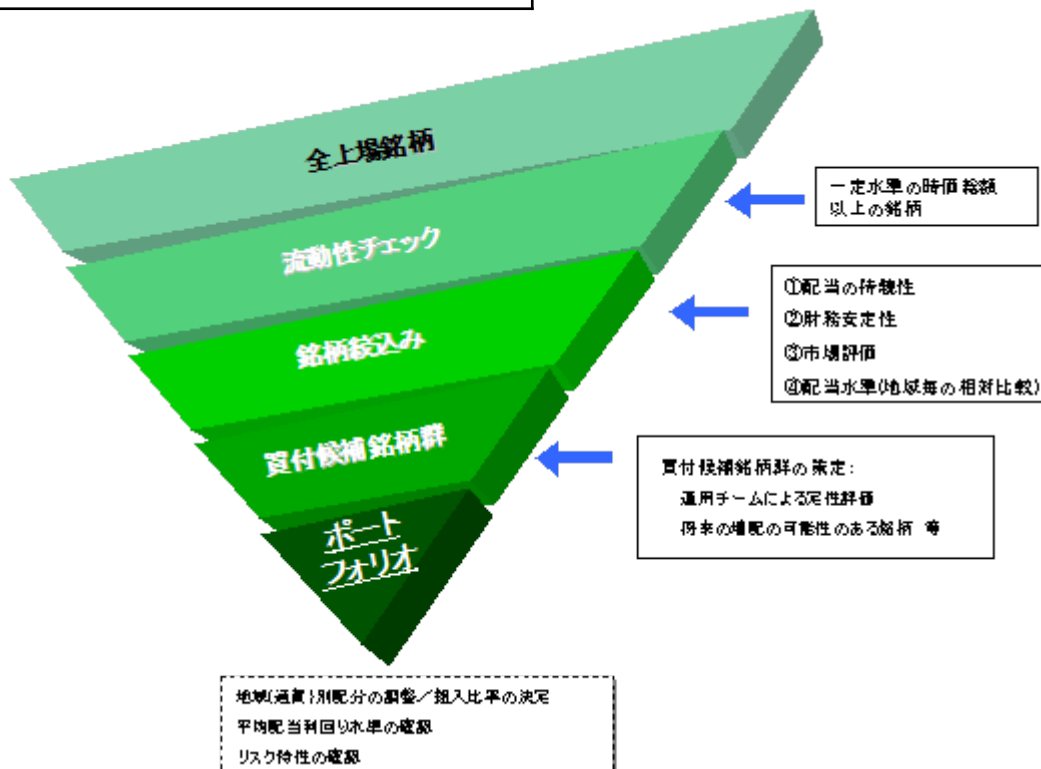 全上場銘柄
流動性チェック
銘柄絞込み
買付候補銘柄群
ポート
フォリオ
一定水準の時価総額
以上の銘柄
①配当の持続性
②財務安定性
③市場評価
④配当水準(地域毎の相対比較)
買付候補銘柄群の策定:
運用チームによる定性評価
将来の増配の可能性のある銘柄 等
地域(通貨)別配分の調整/組入比率の決定
平均配当利回り水準の確認
リスク特性の確認